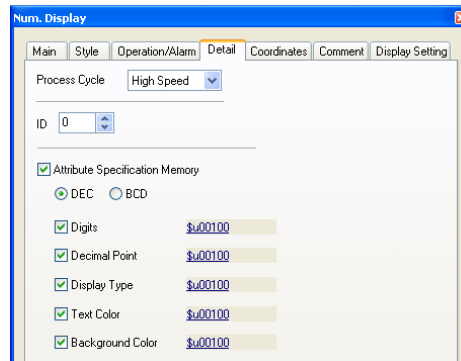 Num. Display
Main Style Operation/Alarm Detail Coordinates Comment Display Setting
Process Cycle High Speed
ID 0
Attribute Specification Memory
DEC BCD
Digits $u00100
Decimal Point $u00100
Display Type $u00100
Text Color $u00100
Background Color $u00100